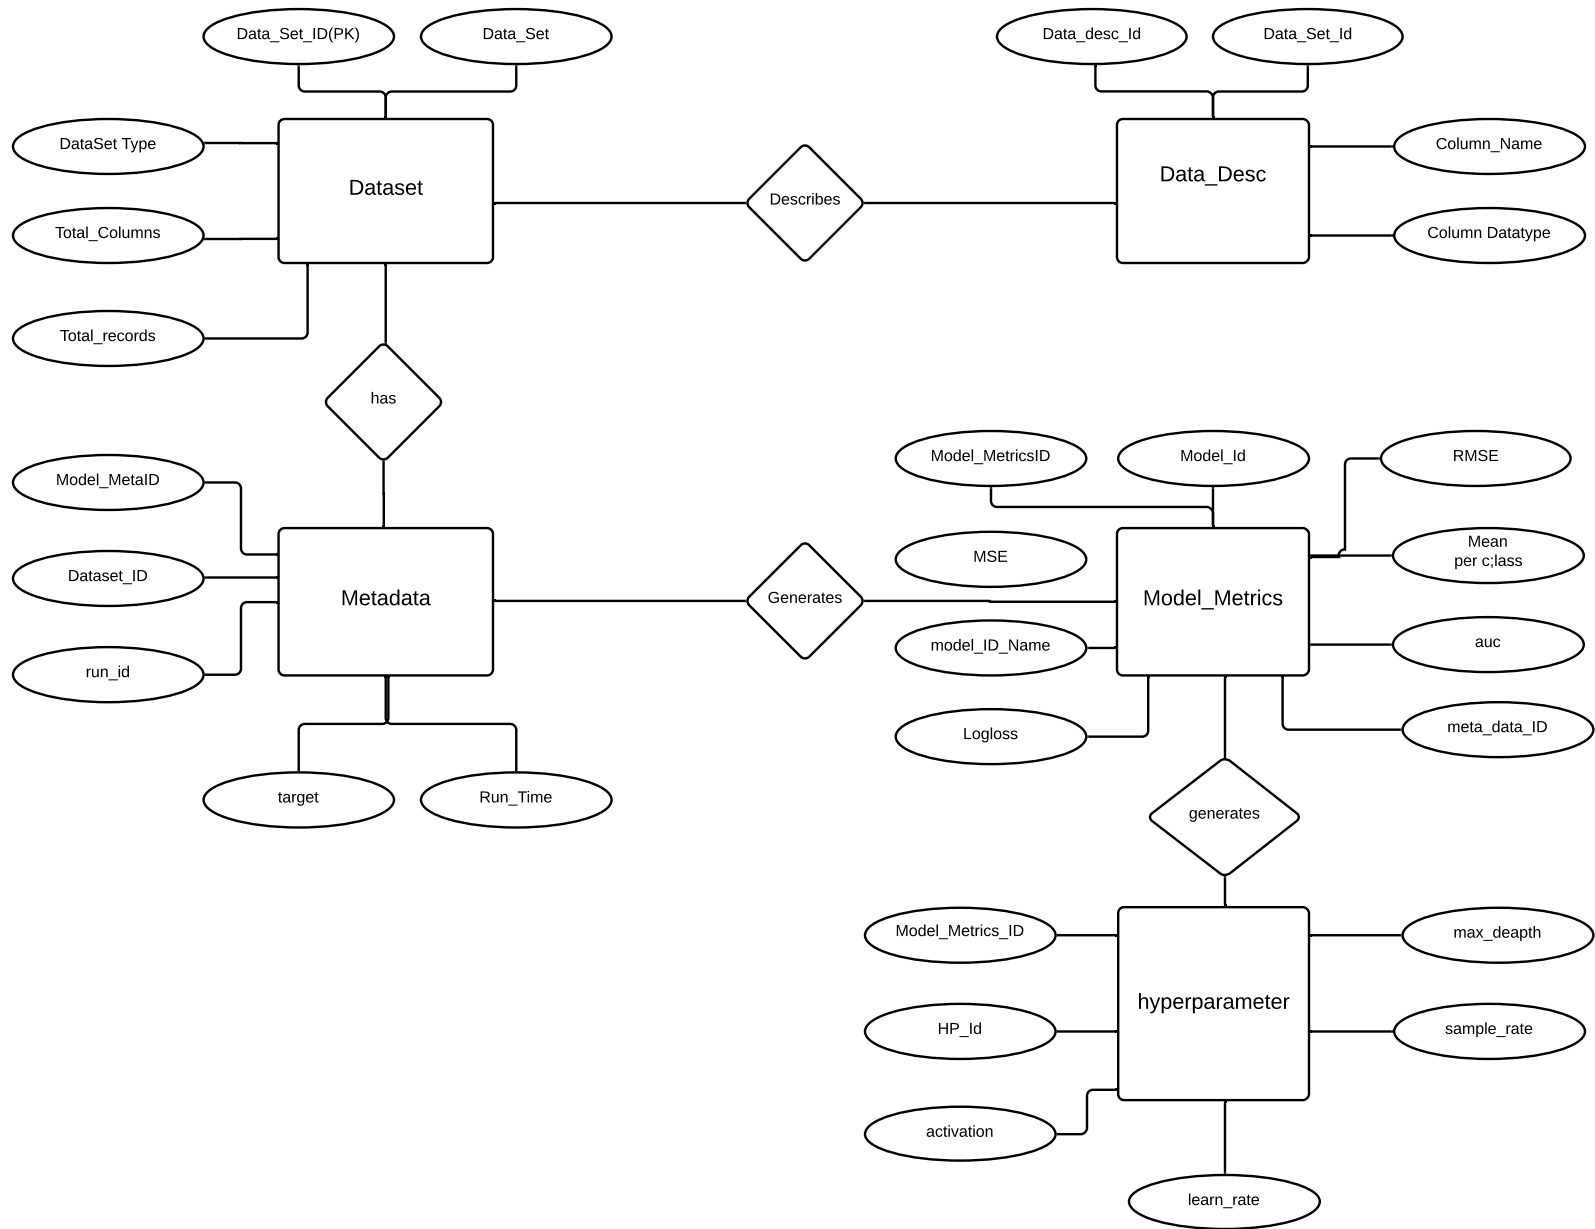 Data_Set_ID(PK)
Data_Set
Data_desc_Id
Data_Set_Id
DataSet Type
Column_Name
Dataset
Data_Desc
Describes
Total_Columns
Column Datatype
Total_records
has
Model_MetaID
Model_MetricsID
Model_Id
RMSE
Mean
per c;lass
MSE
Dataset_ID
Metadata
Generates
Model_Metrics
model_ID_Name
auc
run_id
Logloss
meta_data_ID
target
Run_Time
generates
Model_Metrics_ID
max_deapth
hyperparameter
HP_Id
sample_rate
activation
learn_rate